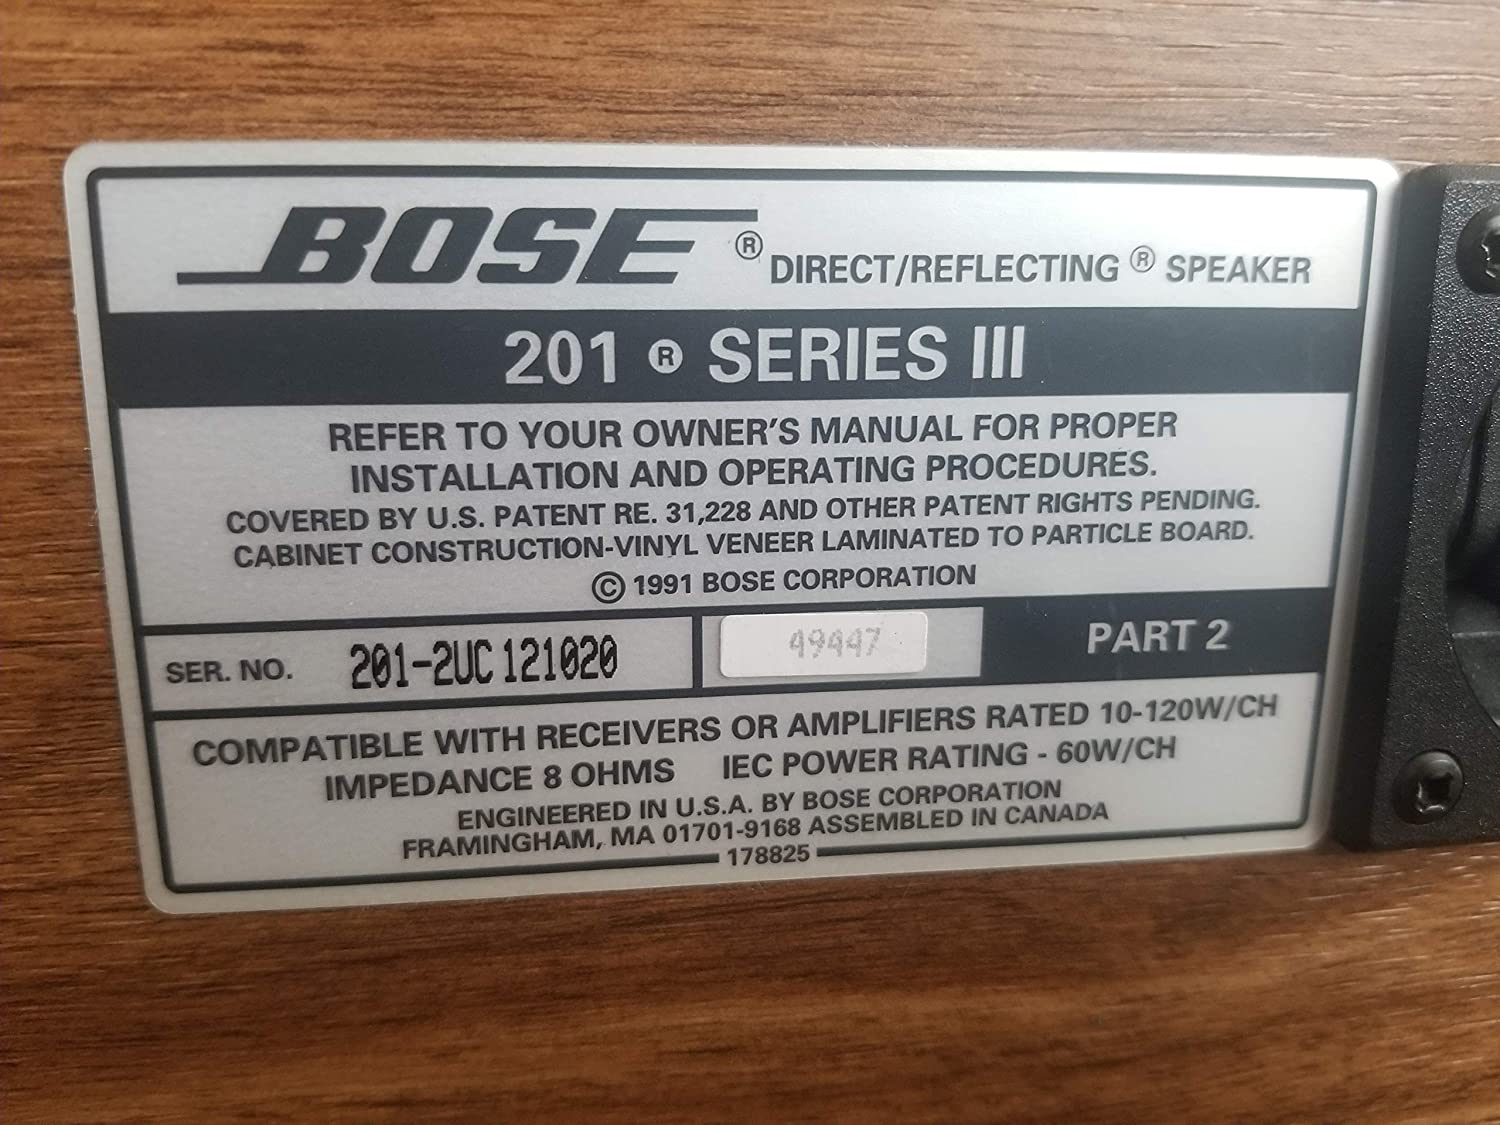 BOSE® DIRECT/REFLECTING® SPEAKER
201® SERIES III
REFER TO YOUR OWNER'S MANUAL FOR PROPER
INSTALLATION AND OPERATING PROCEDURES.
COVERED BY U.S. PATENT RE. 31,228 AND OTHER PATENT RIGHTS PENDING.
CABINET CONSTRUCTION-VINYL VENEER LAMINATED TO PARTICLE BOARD.
© 1991 BOSE CORPORATION
SER. NO. 201-2UC 121020 49447 PART 2
COMPATIBLE WITH RECEIVERS OR AMPLIFIERS RATED 10-120W/CH
IMPEDANCE 8 OHMS IEC POWER RATING - 60W/CH
ENGINEERED IN U.S.A. BY BOSE CORPORATION
FRAMINGHAM, MA 01701-9168 ASSEMBLED IN CANADA
178825